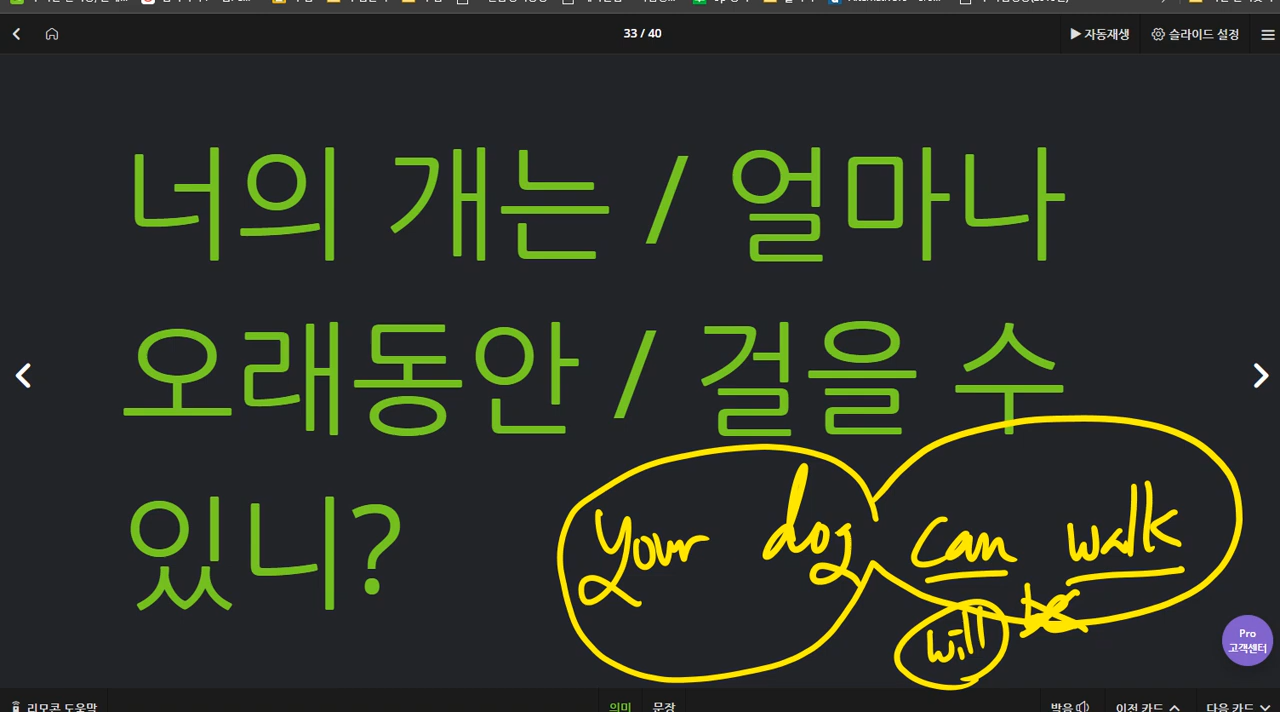 33 / 40
▶ 자동재생
슬라이드 설정
너의 개는 / 얼마나
오래동안 / 걸을 수
있니?
your dog can walk
will
Pro
고객센터
리모콘 도움말
의미
문장
발음
이전 카드
다음 카드